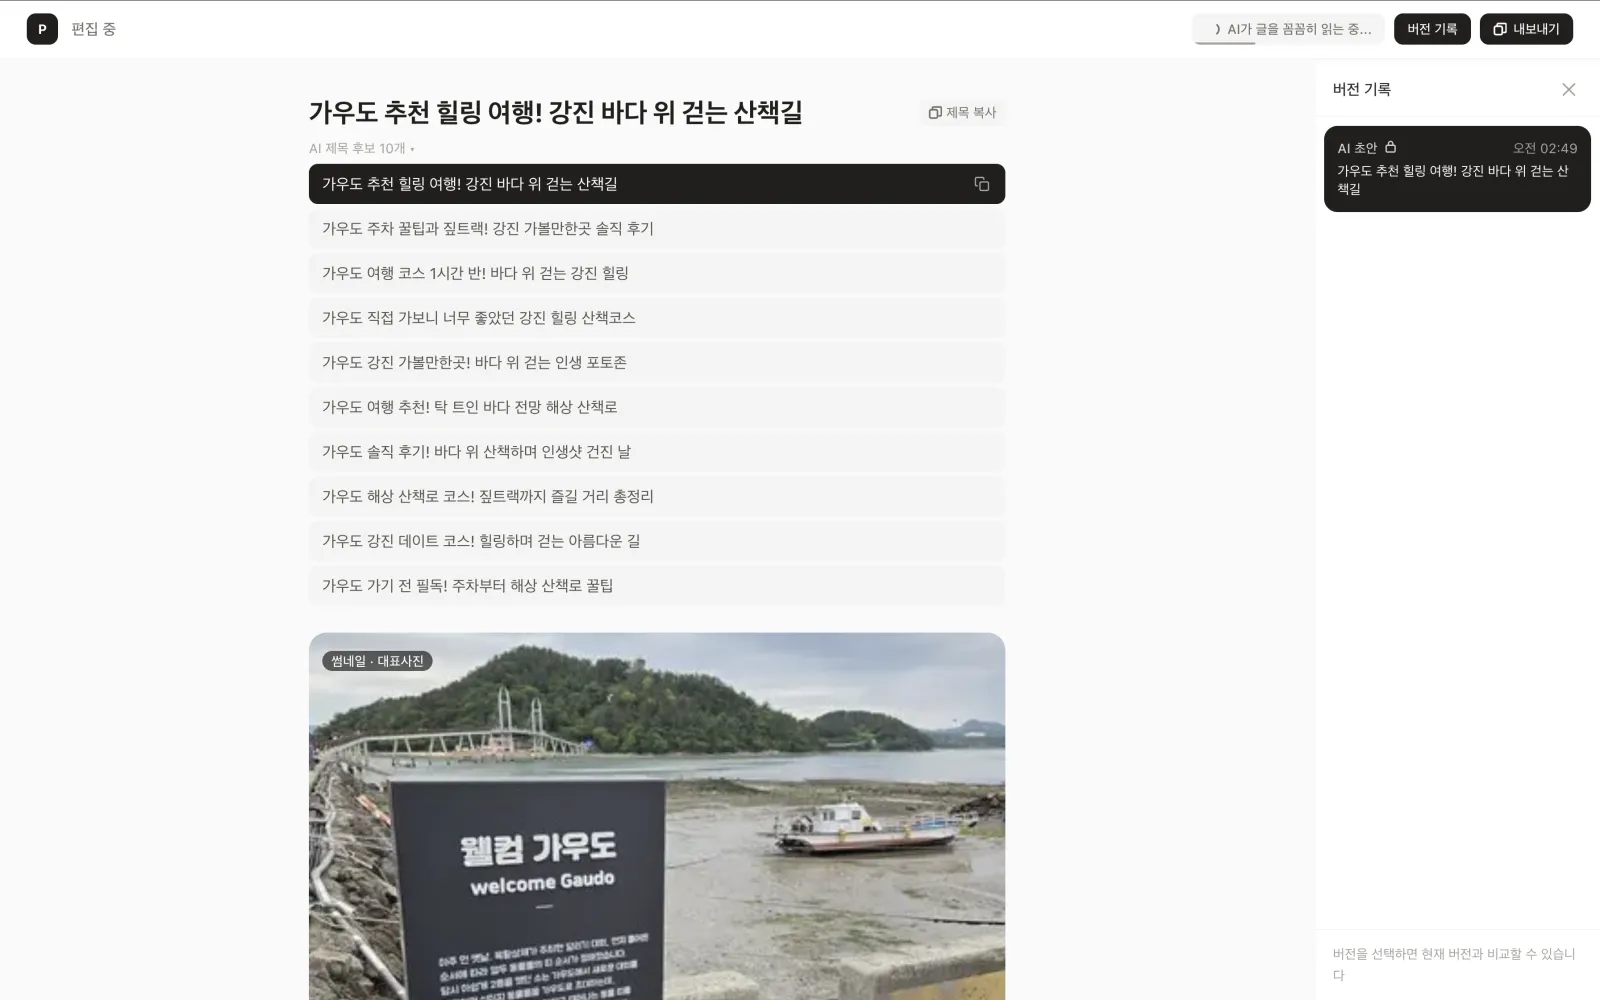 P 편집 중
AI가 글을 꼼꼼히 읽는 중...
버전 기록
내보내기
가우도 추천 힐링 여행! 강진 바다 위 걷는 산책길
제목 복사
AI 제목 후보 10개
가우도 추천 힐링 여행! 강진 바다 위 걷는 산책길
가우도 주차 꿀팁과 짚트랙! 강진 가볼만한곳 솔직 후기
가우도 여행 코스 1시간 반! 바다 위 걷는 강진 힐링
가우도 직접 가보니 너무 좋았던 강진 힐링 산책코스
가우도 강진 가볼만한곳! 바다 위 걷는 인생 포토존
가우도 여행 추천! 탁 트인 바다 전망 해상 산책로
가우도 솔직 후기! 바다 위 산책하며 인생샷 건진 날
가우도 해상 산책로 코스! 짚트랙까지 즐길 거리 총정리
가우도 강진 데이트 코스! 힐링하며 걷는 아름다운 길
가우도 가기 전 필독! 주차부터 해상 산책로 꿀팁
썸네일 · 대표사진
웰컴 가우도
welcome Gaudo
버전 기록
AI 초안
오전 02:49
가우도 추천 힐링 여행! 강진 바다 위 걷는 산
책길
버전을 선택하면 현재 버전과 비교할 수 있습니
다